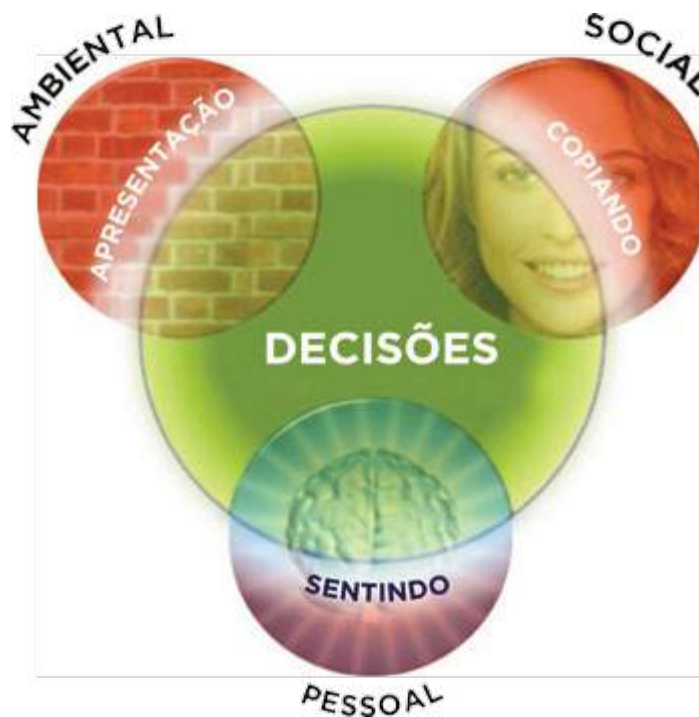 AMBIENTAL
APRESENTAÇÃO
SOCIAL
COPIANDO
DECISÕES
SENTINDO
PESSOAL